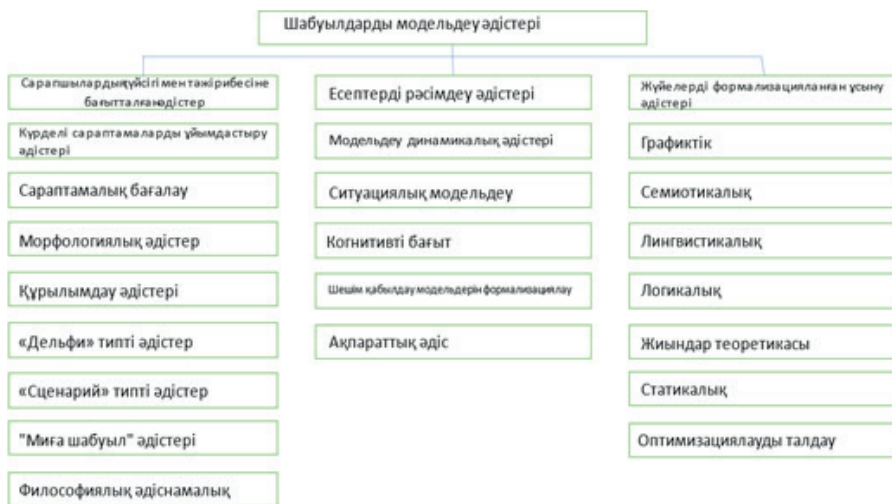 Шабуылдарды модельдеу әдістері
Сарапшылардың түйсігі мен тәжірибесіне
бағытталған әдістер
Күрделі сараптамаларды ұйымдастыру
әдістері
Сараптамалық бағалау
Морфологиялық әдістер
Құрылымдау әдістері
«Дельфи» типті әдістер
«Сценарий» типті әдістер
"Миға шабуыл" әдістері
Философиялық әдіснамалық
Есептерді рәсімдеу әдістері
Модельдеу динамикалық әдістері
Ситуациялық модельдеу
Когнитивті бағыт
Шешім қабылдау модельдерін формализациялау
Ақпараттық әдіс
Жүйелерді формализацияланған ұсыну
әдістері
Графиктік
Семиотикалық
Лингвистикалық
Логикалық
Жиындар теоретикасы
Статикалық
Оптимизациялауды талдау